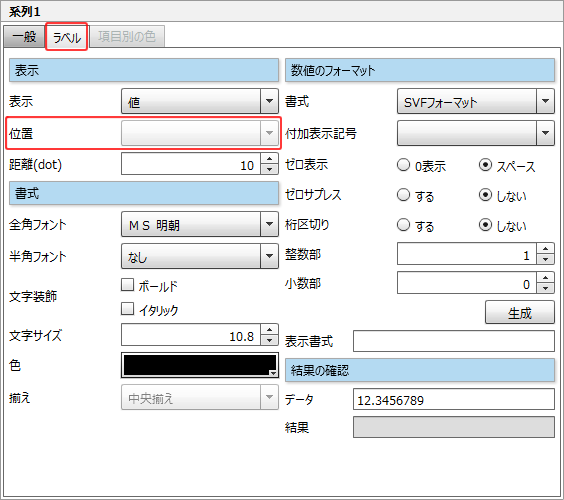 系列1
一般
ラベル
項目別の色
表示
表示
値
位置
距離(dot)
10
書式
全角フォント
ＭＳ 明朝
半角フォント
なし
文字装飾
ボールド
イタリック
文字サイズ
10.8
色
揃え
中央揃え
数値のフォーマット
書式
SVFフォーマット
付加表示記号
ゼロ表示
0表示
スペース
ゼロサプレス
する
しない
桁区切り
する
しない
整数部
1
小数部
0
生成
表示書式
結果の確認
データ
12.3456789
結果